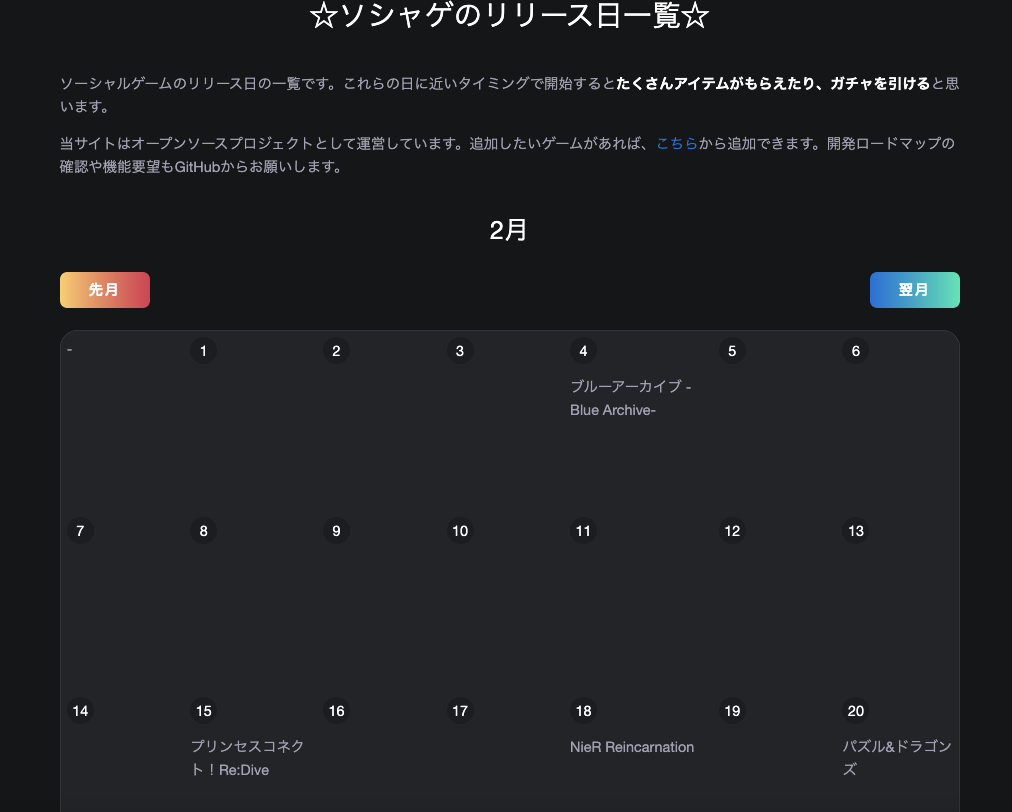 ☆ソシャゲのリリース日一覧☆
ソーシャルゲームのリリース日の一覧です。これらの日に近いタイミングで開始するとたくさんアイテムがもらえたり、ガチャを引けると思
います。
当サイトはオープンソースプロジェクトとして運営しています。追加したいゲームがあれば、こちらから追加できます。開発ロードマップの
確認や機能要望もGitHubからお願いします。
2月
先月 翌月
- 1 2 3 4 5 6
ブルーアーカイブ -
Blue Archive-
7 8 9 10 11 12 13
14 15 16 17 18 19 20
プリンセスコネク NieR Reincarnation パズル&ドラゴン
ト！Re:Dive ズ